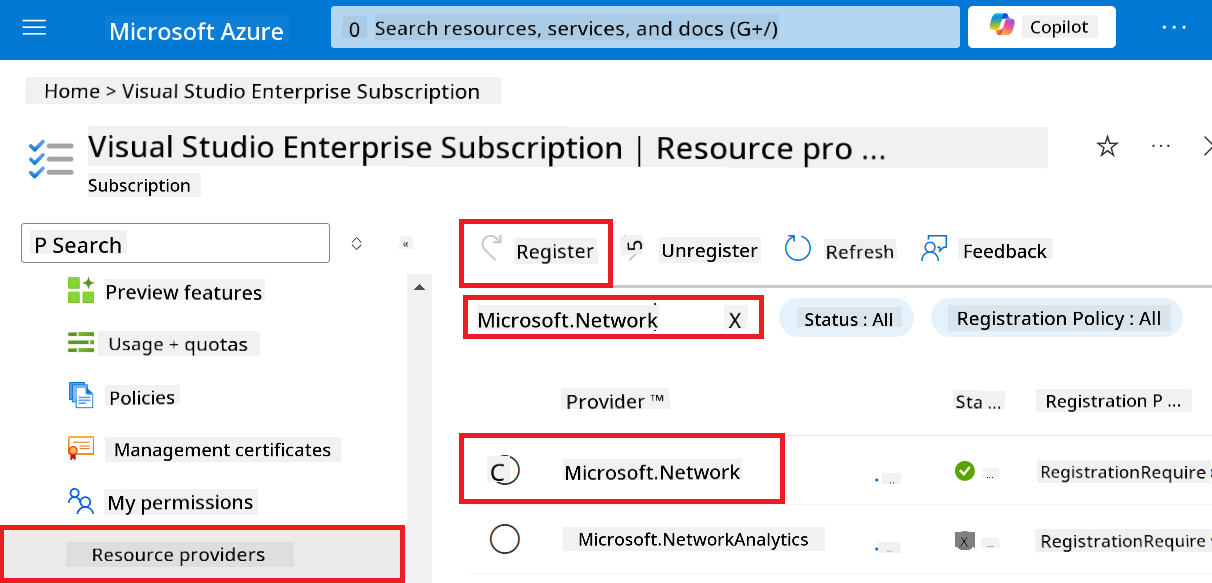 Microsoft Azure
0 Search resources, services, and docs (G+/)
Copilot
...
Home > Visual Studio Enterprise Subscription
Visual Studio Enterprise Subscription | Resource pro ...
...
Subscription
P Search
«
Register
5
Unregister
Refresh
Feedback
Preview features
Microsoft.Network
X
Status : All
Registration Policy : All
Usage + quotas
Policies
Provider ™
Sta ...
Registration P ...
Management certificates
C
Microsoft.Network
..
...
RegistrationRequire
My permissions
Microsoft.NetworkAnalytics
..
X
...
RegistrationRequire
Resource providers